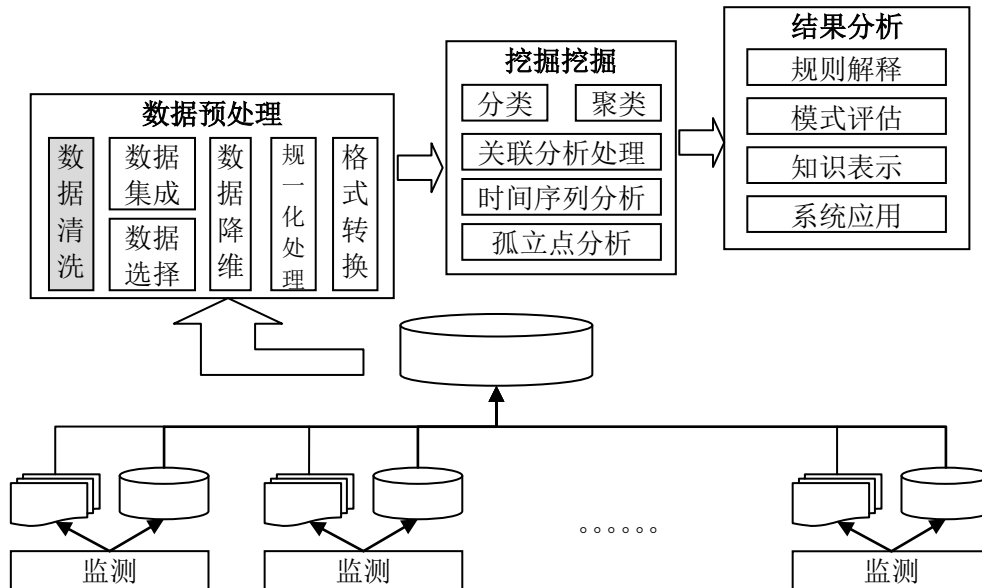 结果分析
规则解释
模式评估
知识表示
系统应用
挖掘挖掘
分类
聚类
关联分析处理
时间序列分析
孤立点分析
数据预处理
数据清洗
数据
集成
数据
选择
数据降维
规一化处理
格式转换
。。。。。。
监测
监测
监测